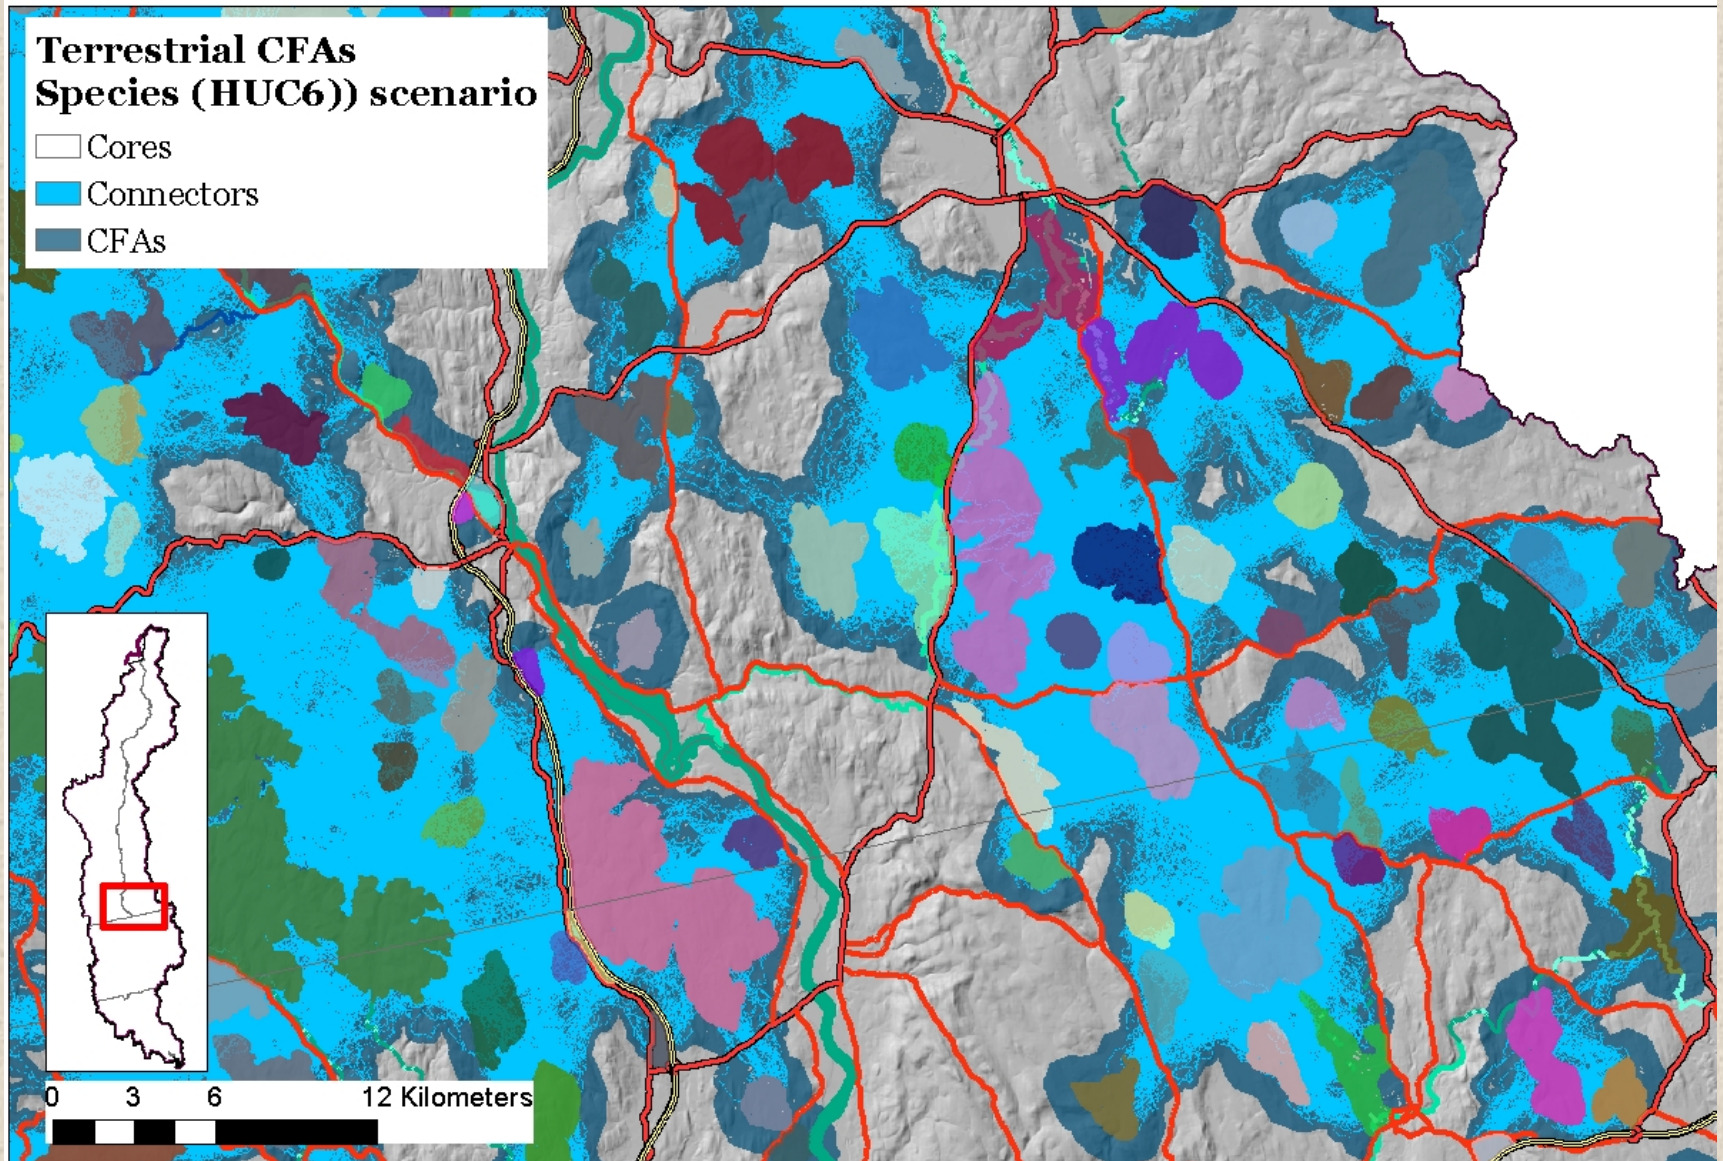 Terrestrial CFAs
Species (HUC6)) scenario
Cores
Connectors
CFAs
0 3 6 12 Kilometers